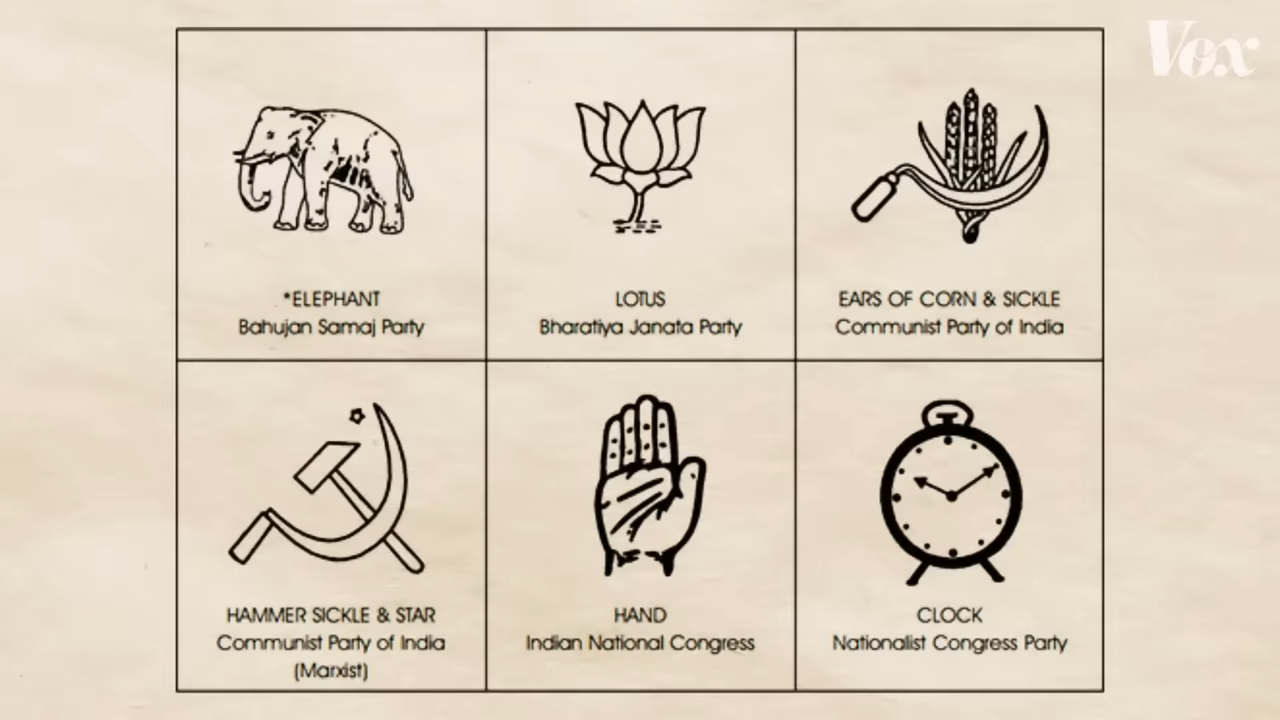 Vox
*ELEPHANT
Bahujan Samaj Party
LOTUS
Bharatiya Janata Party
EARS OF CORN & SICKLE
Communist Party of India
HAMMER SICKLE & STAR
Communist Party of India
(Marxist)
HAND
Indian National Congress
CLOCK
Nationalist Congress Party